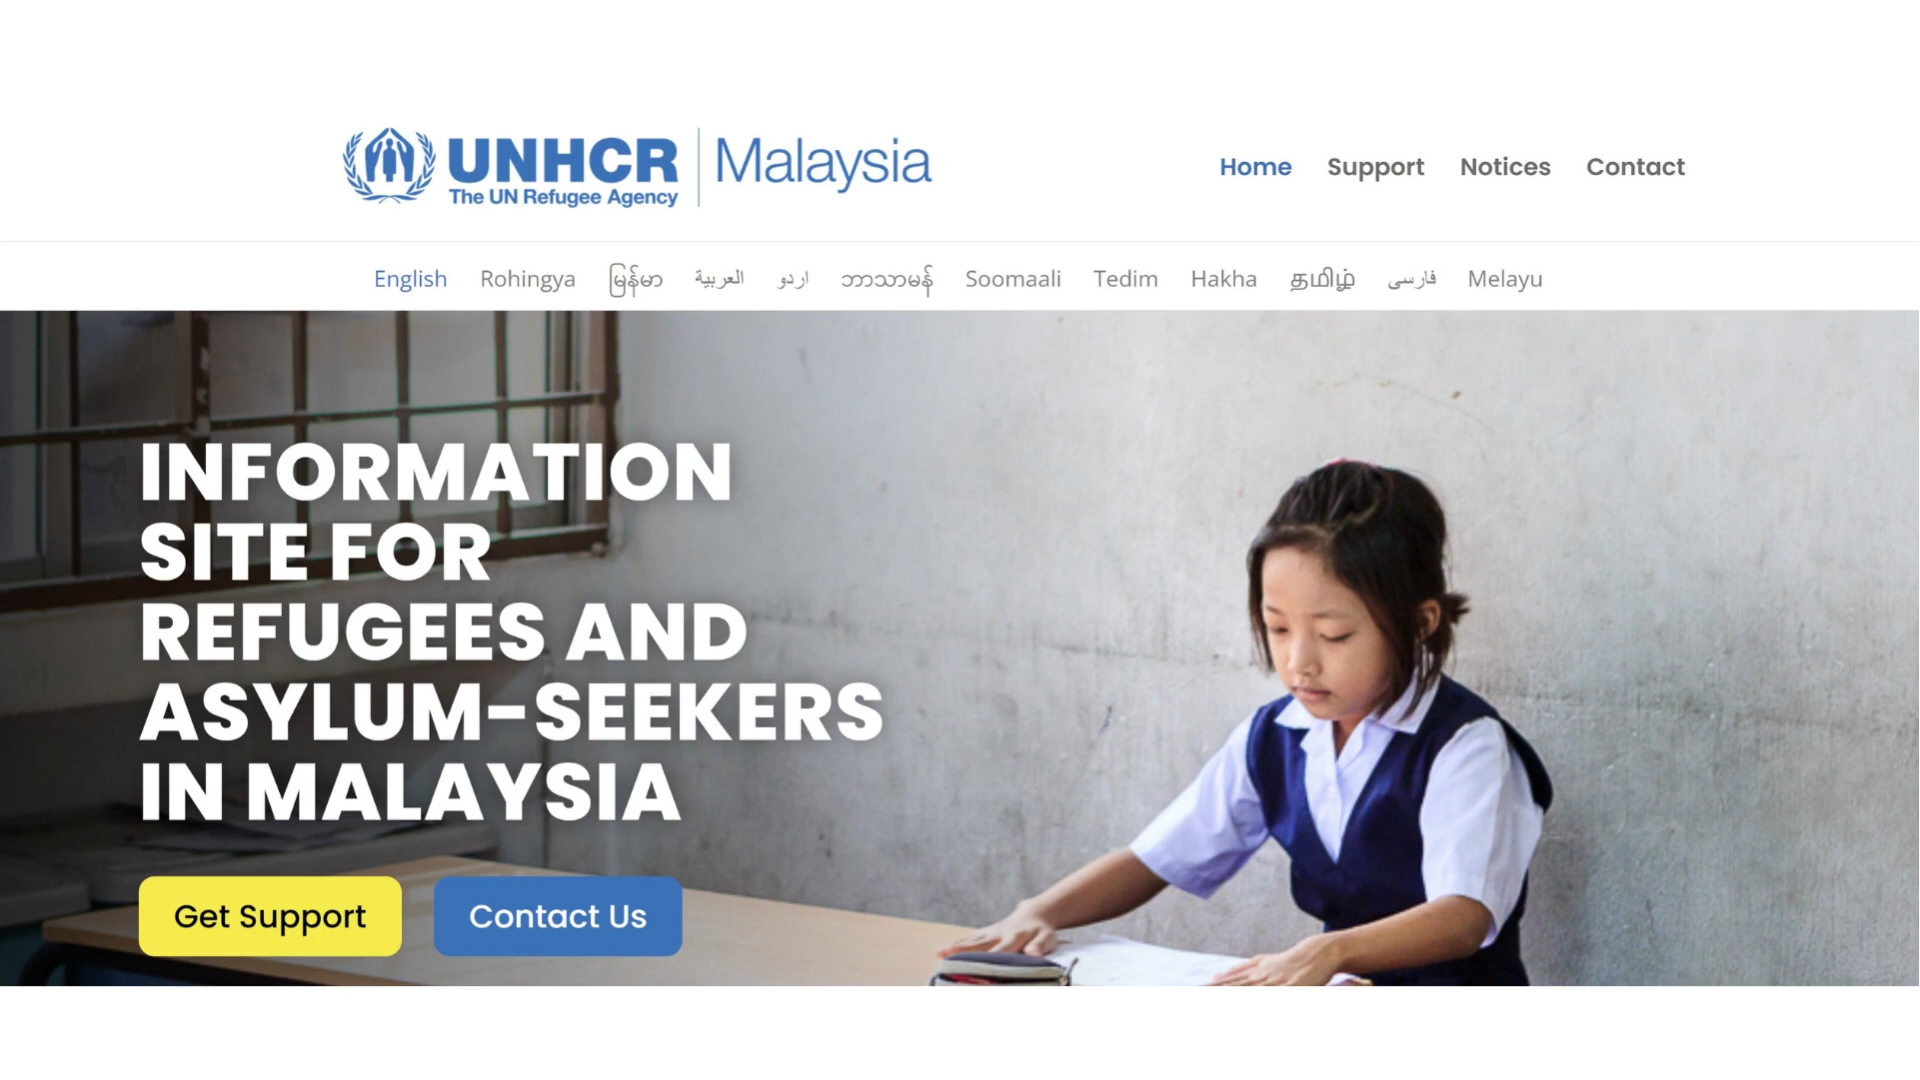 UNHCR
The UN Refugee Agency
Malaysia
Home Support Notices Contact
English Rohingya မြန်မာ العربية اردو ဘာသာမန် Soomaali Tedim Hakha தமிழ் فارسی Melayu
INFORMATION
SITE FOR
REFUGEES AND
ASYLUM-SEEKERS
IN MALAYSIA
Get Support Contact Us